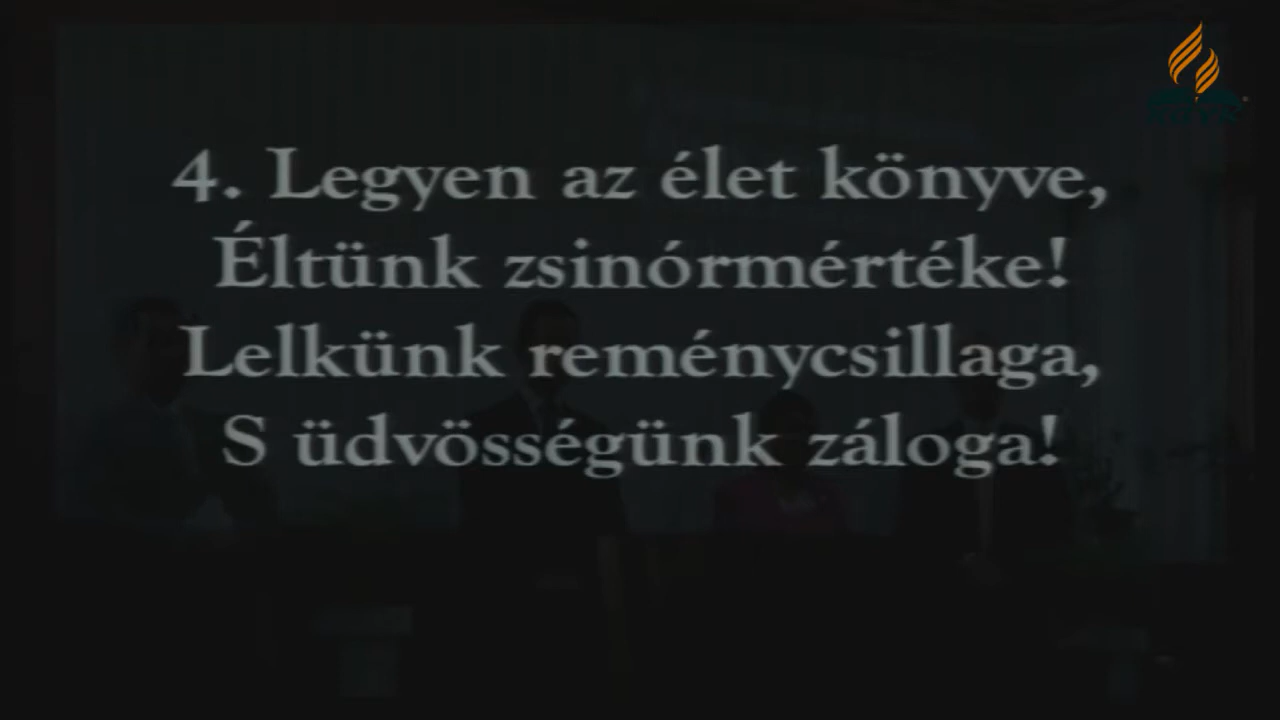 4. Legyen az élet könyve,
Éltünk zsinórmértéke!
Lelkünk reménycsillaga,
S üdvösségünk záloga!